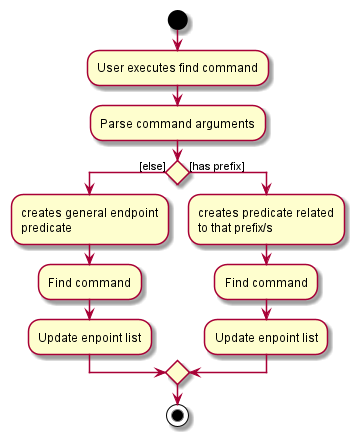 User executes find command
Parse command arguments
[else]
[has prefix]
creates general endpoint
predicate
creates predicate related
to that prefix/s
Find command
Find command
Update enpoint list
Update enpoint list